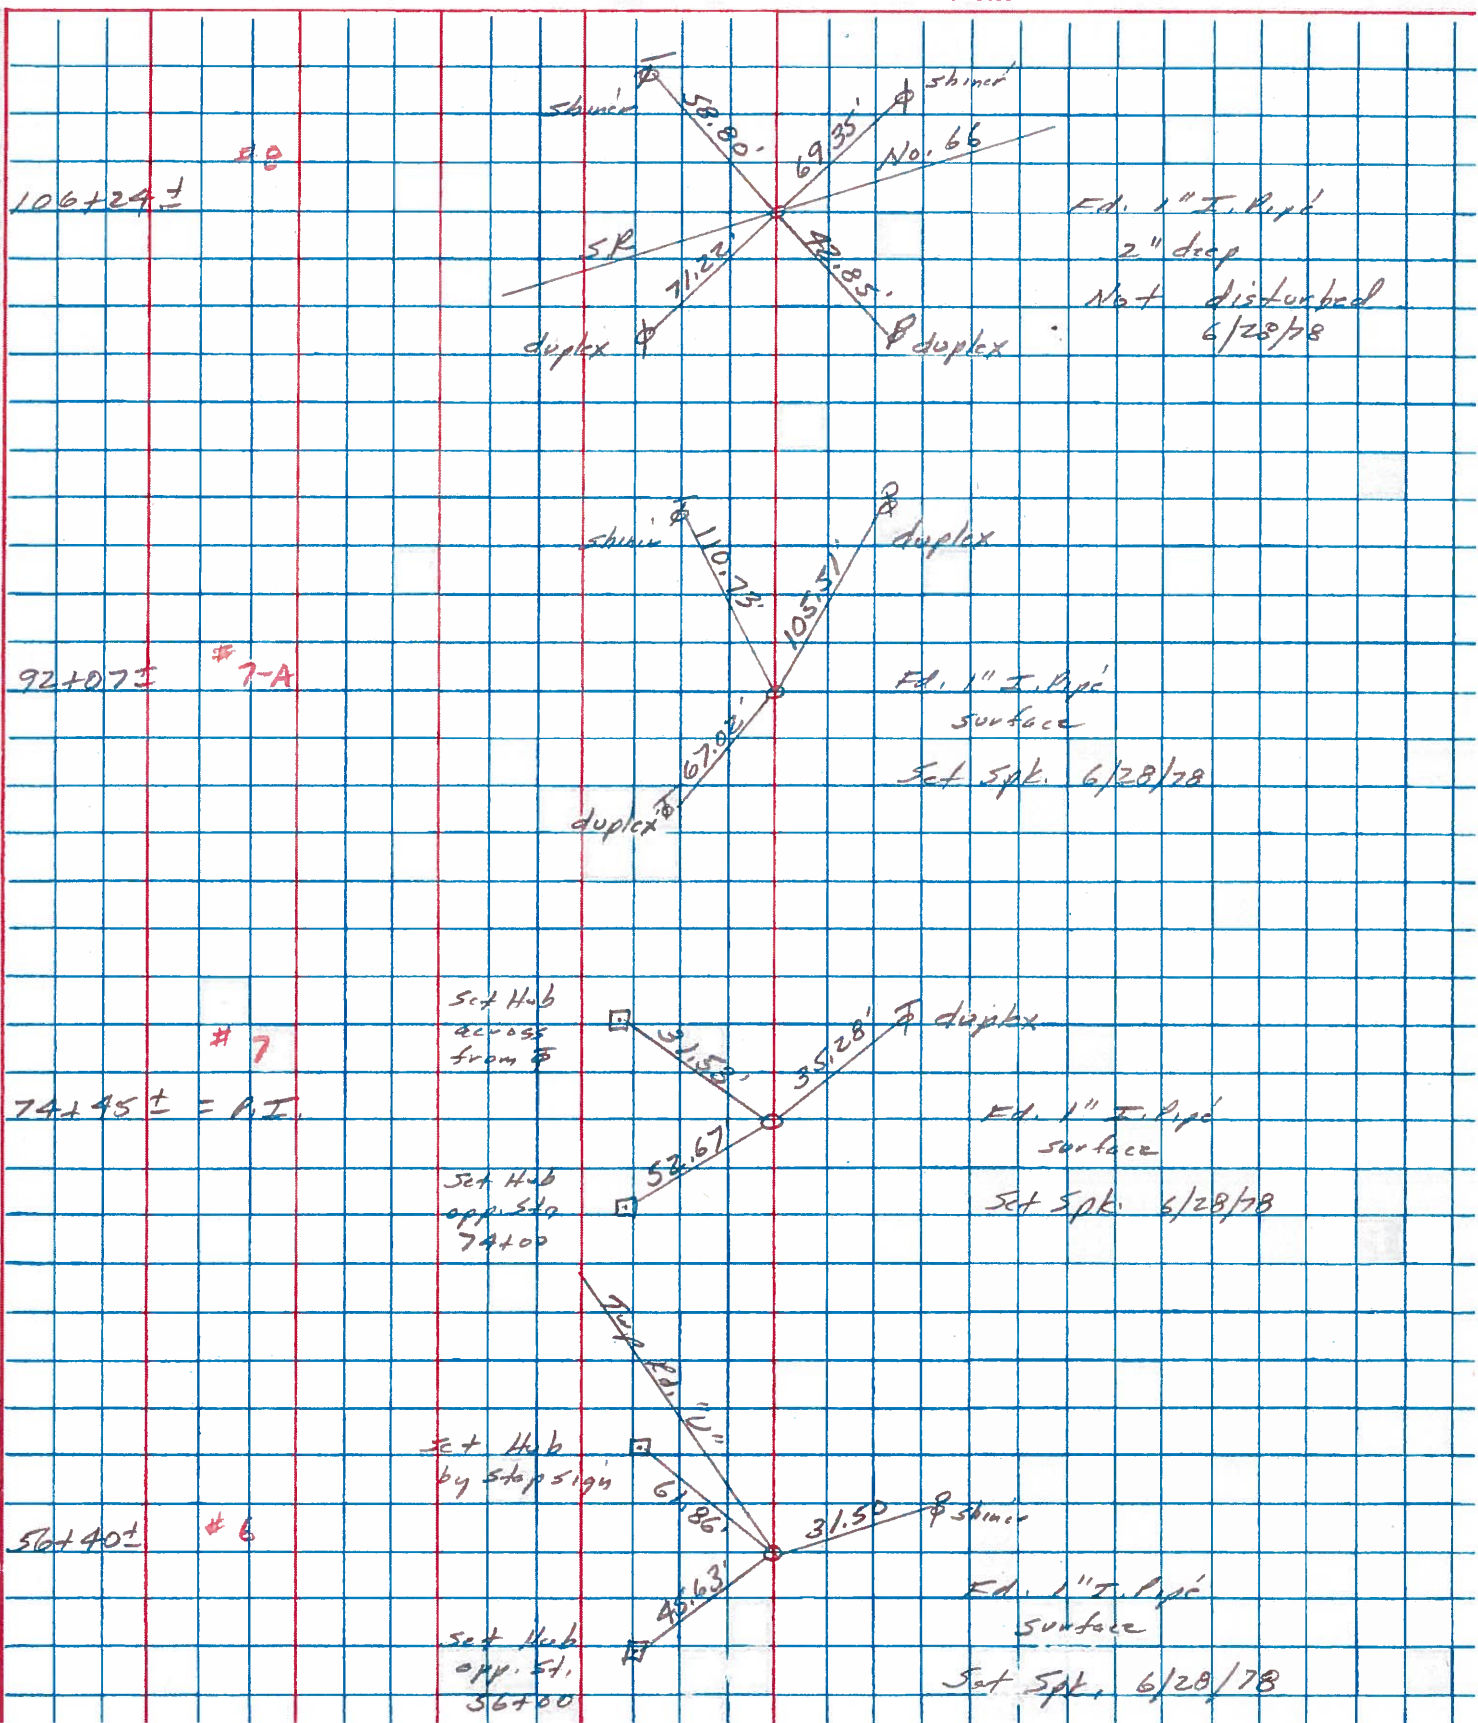 shiner
58.80'
69.35'
shiner
No. 66
#8
106+24±
S.R.
71.22'
42.85'
duplex
duplex
Fd. 1" I. Pipe
2" deep
Not disturbed
6/28/78
shiner
110.73'
105.51'
duplex
92+07±
#7-A
67.02'
duplex
Fd. 1" I. Pipe
surface
Set Spk. 6/28/78
Set Hub
across
from
31.53'
35.28'
duplex
#7
74+45± = P.I.
52.67
Set Hub
opp. Sta
74+00
Fd. 1" I. Pipe
surface
Set Spk. 6/28/78
Twp Rd. "C"
Set Hub
by stop sign
61.86'
31.50
shiner
56+40±
#6
45.63'
Set Hub
opp. St.
56+00
Fd. 1" I. Pipe
surface
Set Spk. 6/28/78